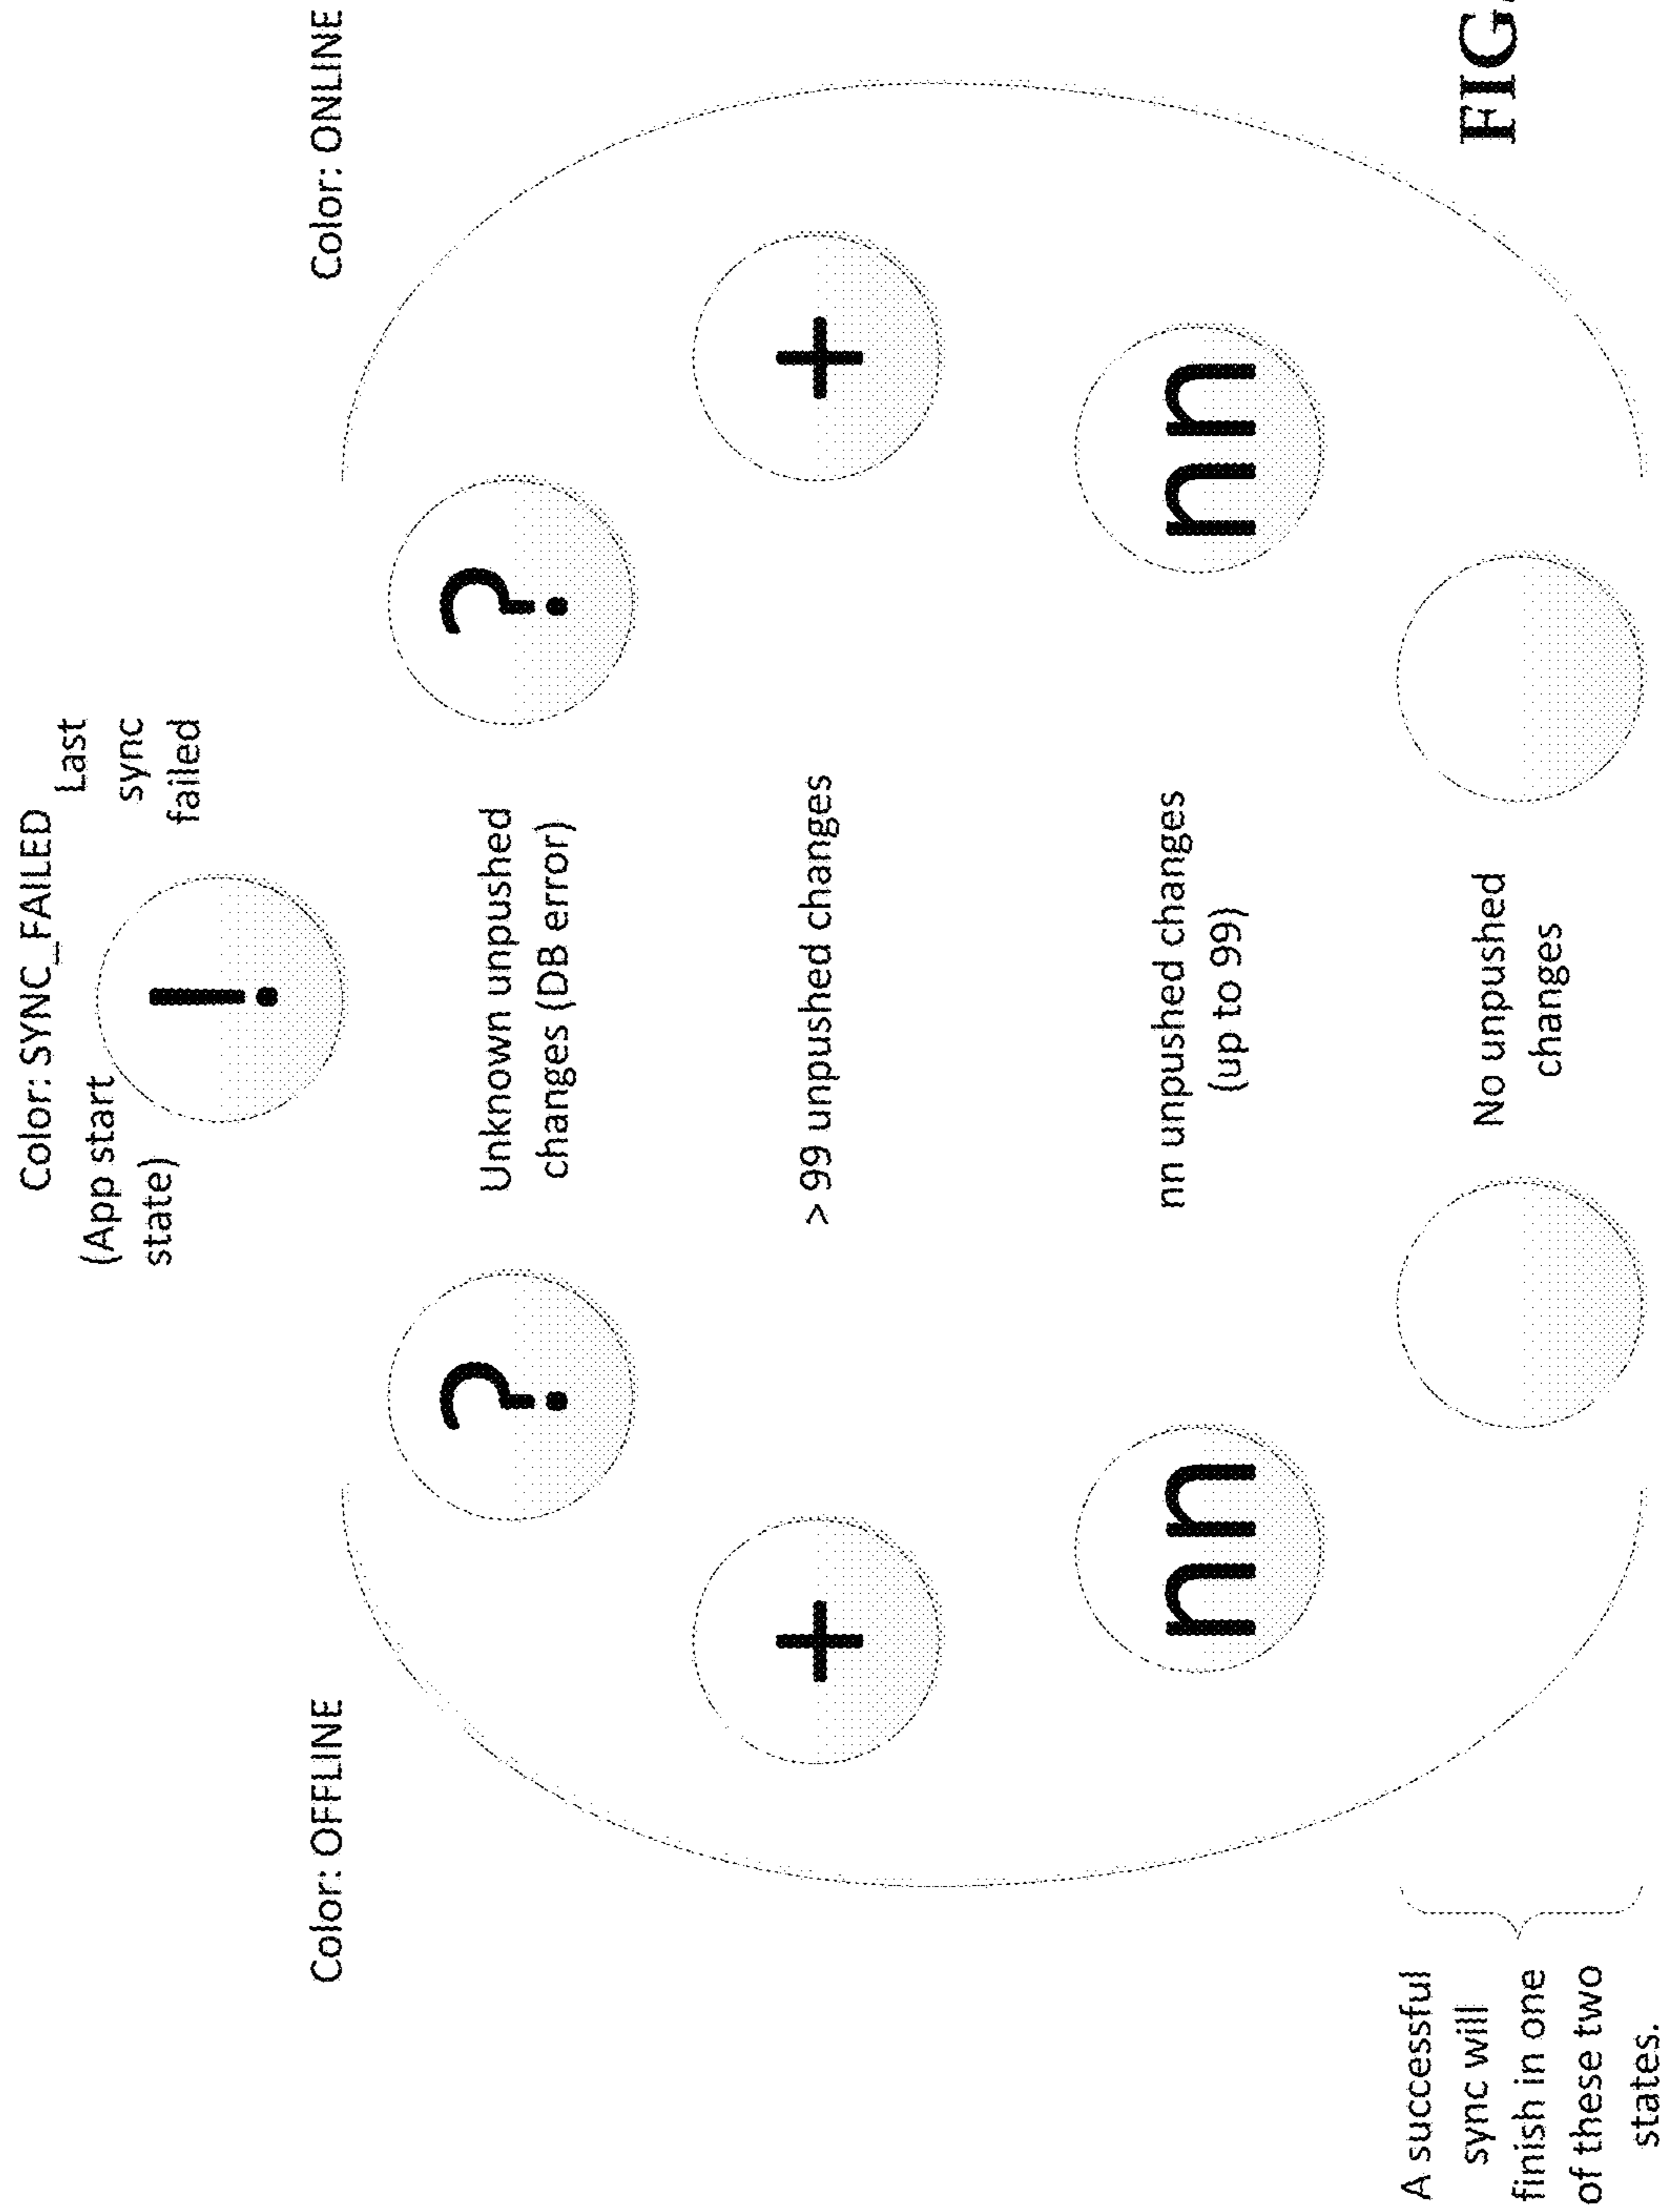 Color: SYNC_FAILED
(App start
state)
!
Last
sync
failed
Color: OFFLINE
Color: ONLINE
?
Unknown unpushed
changes (DB error)
?
+
> 99 unpushed changes
+
nn
nn unpushed changes
(up to 99)
nn
A successful
sync will
finish in one
of these two
states.
No unpushed
changes
FIG.